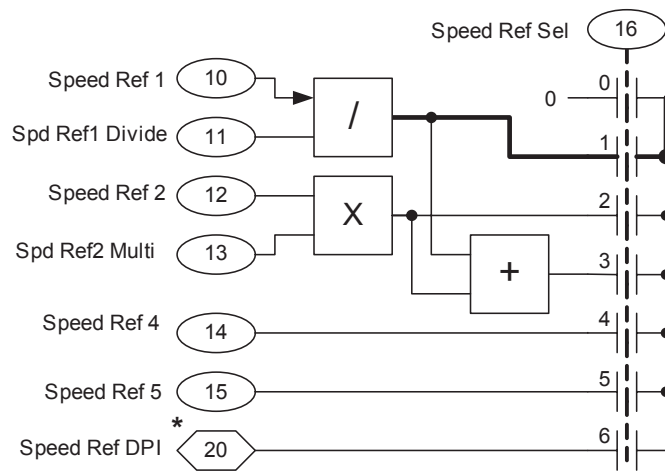 Speed Ref Sel 16
Speed Ref 1 10
0 0
Spd Ref1 Divide 11
/
1
Speed Ref 2 12
X
2
Spd Ref2 Multi 13
+
3
Speed Ref 4 14
4
Speed Ref 5 15
5
*
Speed Ref DPI 20
6